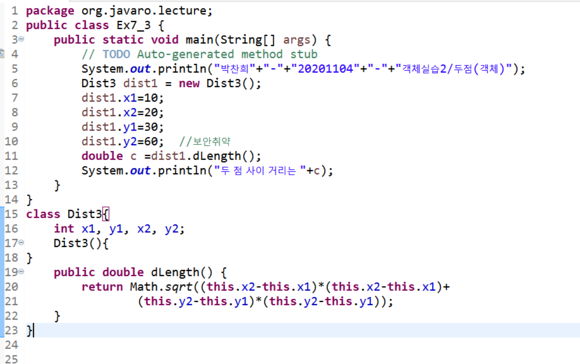 1 package org.javaro.lecture;
2 public class Ex7_3 {
3 public static void main(String[] args) {
4 // TODO Auto-generated method stub
5 System.out.println("박찬희"+"-"+"20201104"+"-"+"객체실습2/두점(객체)");
6 Dist3 dist1 = new Dist3();
7 dist1.x1=10;
8 dist1.x2=20;
9 dist1.y1=30;
10 dist1.y2=60; //보안취약
11 double c =dist1.dLength();
12 System.out.println("두 점 사이 거리는 "+c);
13 }
14 }
15 class Dist3{
16 int x1, y1, x2, y2;
17 Dist3(){
18 }
19 public double dLength() {
20 return Math.sqrt((this.x2-this.x1)*(this.x2-this.x1)+
21 (this.y2-this.y1)*(this.y2-this.y1));
22 }
23 }
24
25